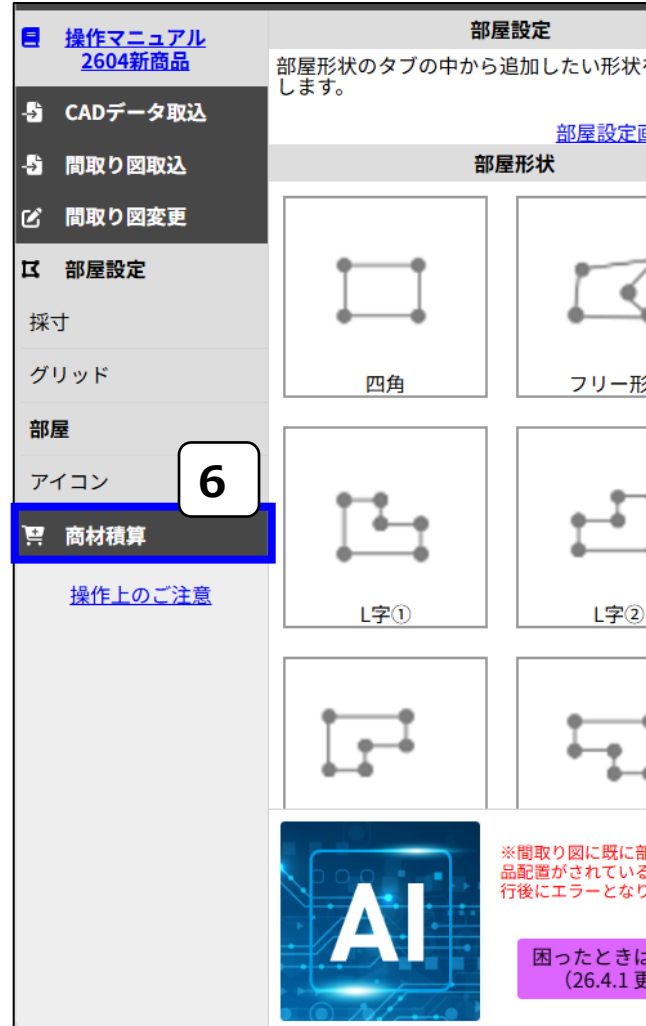 操作マニュアル
2604新商品
CADデータ取込
間取り図取込
間取り図変更
部屋設定
採寸
グリッド
部屋
アイコン
6
商材積算
操作上のご注意
部屋設定
部屋形状のタブの中から追加したい形状
します。
部屋設定
部屋形状
四角
フリー形
L字①
L字②
AI
※間取り図に既に部
品配置がされている
行後にエラーとなり
困ったときは
(26.4.1 更